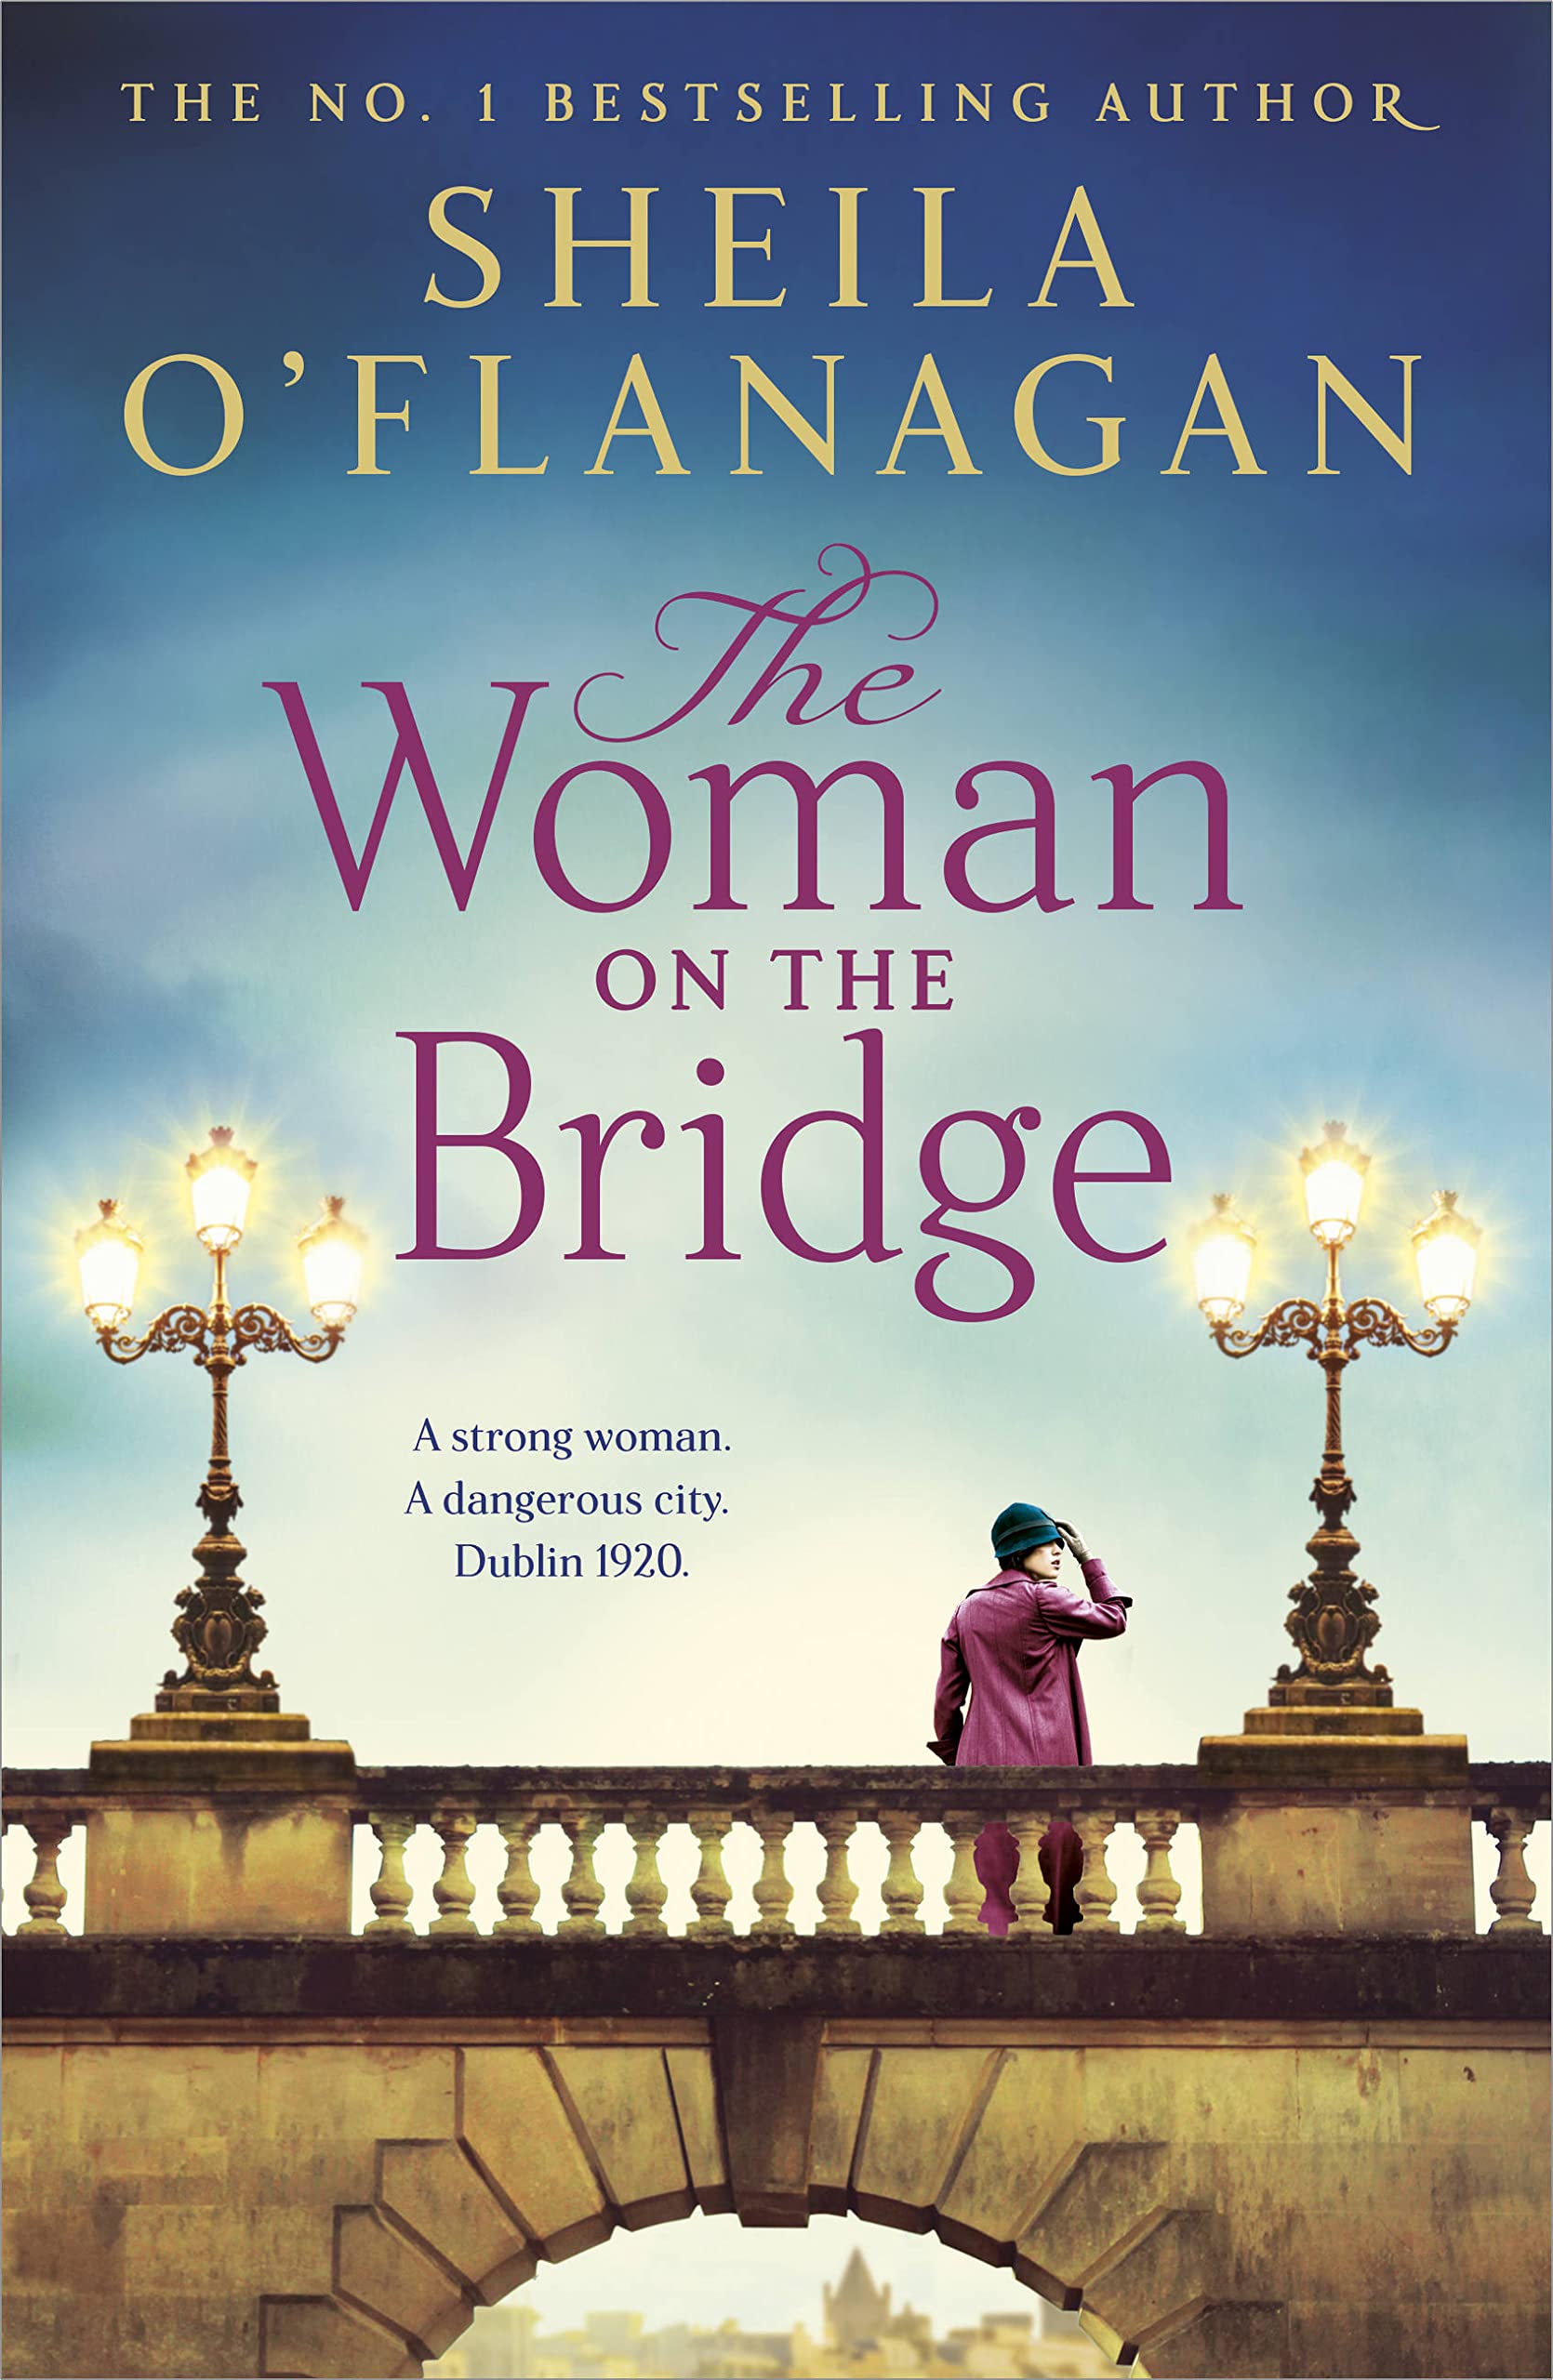 THE NO. 1 BESTSELLING AUTHOR
SHEILA
O’FLANAGAN
The
Woman
ON THE
Bridge
A strong woman.
A dangerous city.
Dublin 1920.